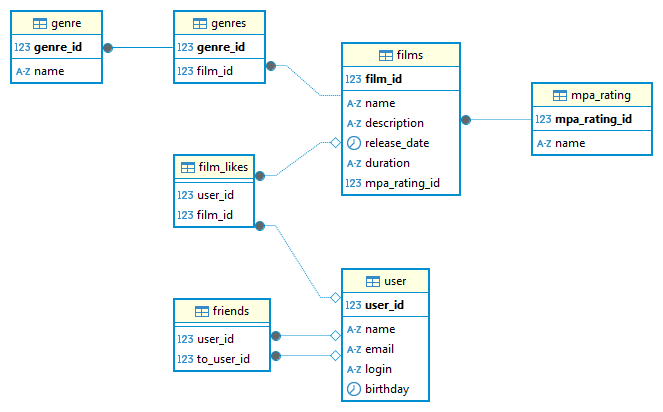 genre
123 genre_id
A-Z name
genres
123 genre_id
123 film_id
films
123 film_id
A-Z name
A-Z description
release_date
A-Z duration
123 mpa_rating_id
mpa_rating
123 mpa_rating_id
A-Z name
film_likes
123 user_id
123 film_id
friends
123 user_id
123 to_user_id
user
123 user_id
A-Z name
A-Z email
A-Z login
birthday